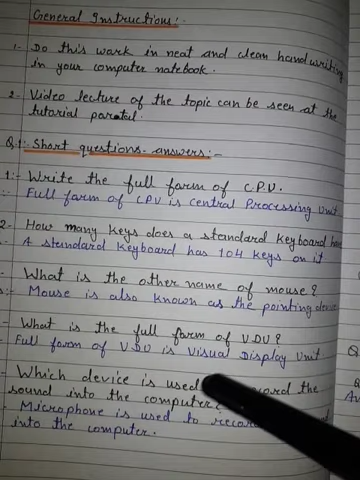 General Instructions:-
1- Do this work in neat and clean handwriting
in your computer notebook.
2- Video lecture of the topic can be seen at the
tutorial
Q.1:- Short questions-answers:-
1:- Write the full form of C.P.U.
:- Full form of CPU is Central Processing Unit
2- How many keys does a standard keyboard have
- A standard keyboard has 104 keys on it
- What is the other name of mouse?
s:- Mouse is also known as the pointing device
- What is the full form of VDU?
Full form of VDU is Visual Display Unit
- Which device is used the
sound into the computer?
- Microphone is used to
into the computer.
Q
Q